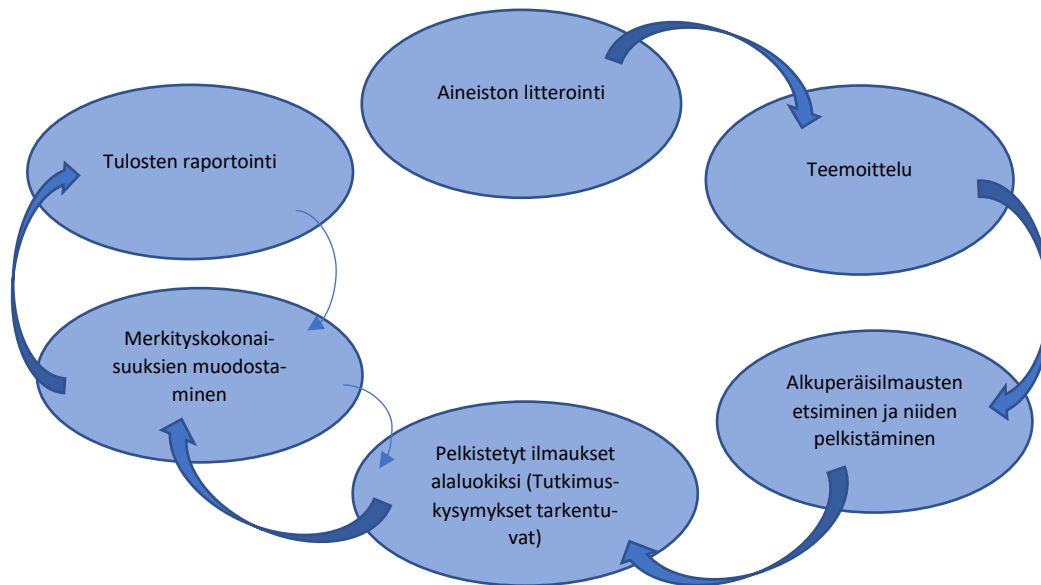 Aineiston litterointi
Teemoittelu
Alkuperäisilmausten
etsiminen ja niiden
pelkistäminen
Pelkistetyt ilmaukset
alaluokiksi (Tutkimus-
kysymykset tarkentu-
vat)
Merkityskokonai-
suuksien muodosta-
minen
Tulosten raportointi